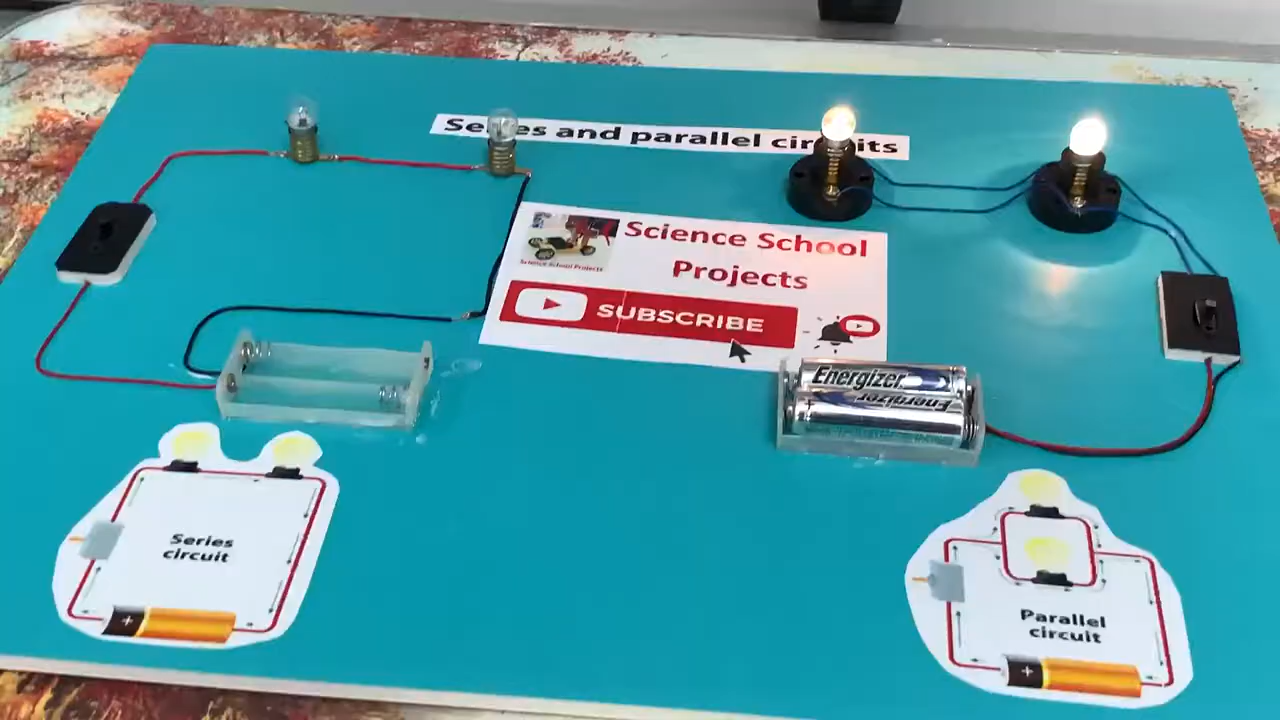 Series and parallel circuits
Science School
Projects
Science School Projects
SUBSCRIBE
Energizer
Energizer
Series
circuit
Parallel
circuit